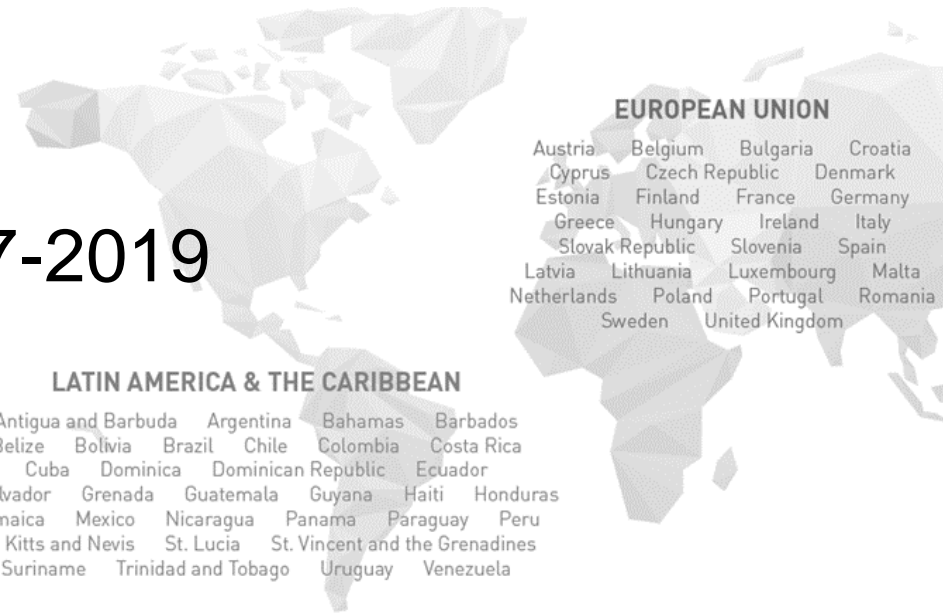 EUROPEAN UNION
Austria Belgium Bulgaria Croatia
Cyprus Czech Republic Denmark
Estonia Finland France Germany
Greece Hungary Ireland Italy
Slovak Republic Slovenia Spain
Latvia Lithuania Luxembourg Malta
Netherlands Poland Portugal Romania
Sweden United Kingdom
7-2019
LATIN AMERICA & THE CARIBBEAN
Antigua and Barbuda Argentina Bahamas Barbados
Belize Bolivia Brazil Chile Colombia Costa Rica
Cuba Dominica Dominican Republic Ecuador
lvador Grenada Guatemala Guyana Haiti Honduras
maica Mexico Nicaragua Panama Paraguay Peru
Kitts and Nevis St. Lucia St. Vincent and the Grenadines
Suriname Trinidad and Tobago Uruguay Venezuela